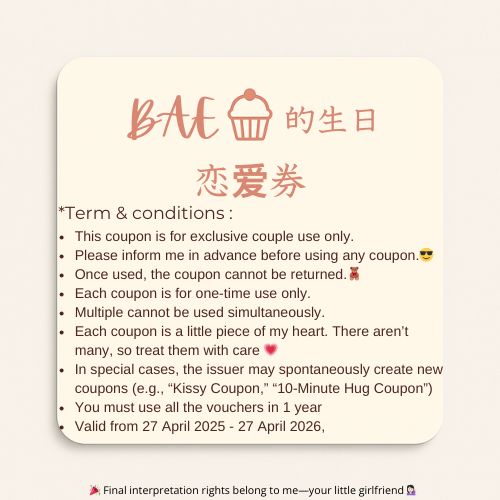 BAE 🧁 的生日
恋爱券
*Term & conditions :
• This coupon is for exclusive couple use only.
• Please inform me in advance before using any coupon.😎
• Once used, the coupon cannot be returned.🧸
• Each coupon is for one-time use only.
• Multiple cannot be used simultaneously.
• Each coupon is a little piece of my heart. There aren't
many, so treat them with care 💗
• In special cases, the issuer may spontaneously create new
coupons (e.g., “Kissy Coupon,” “10-Minute Hug Coupon”)
• You must use all the vouchers in 1 year
• Valid from 27 April 2025 - 27 April 2026,
🎉 Final interpretation rights belong to me—your little girlfriend💁🏻‍♀️